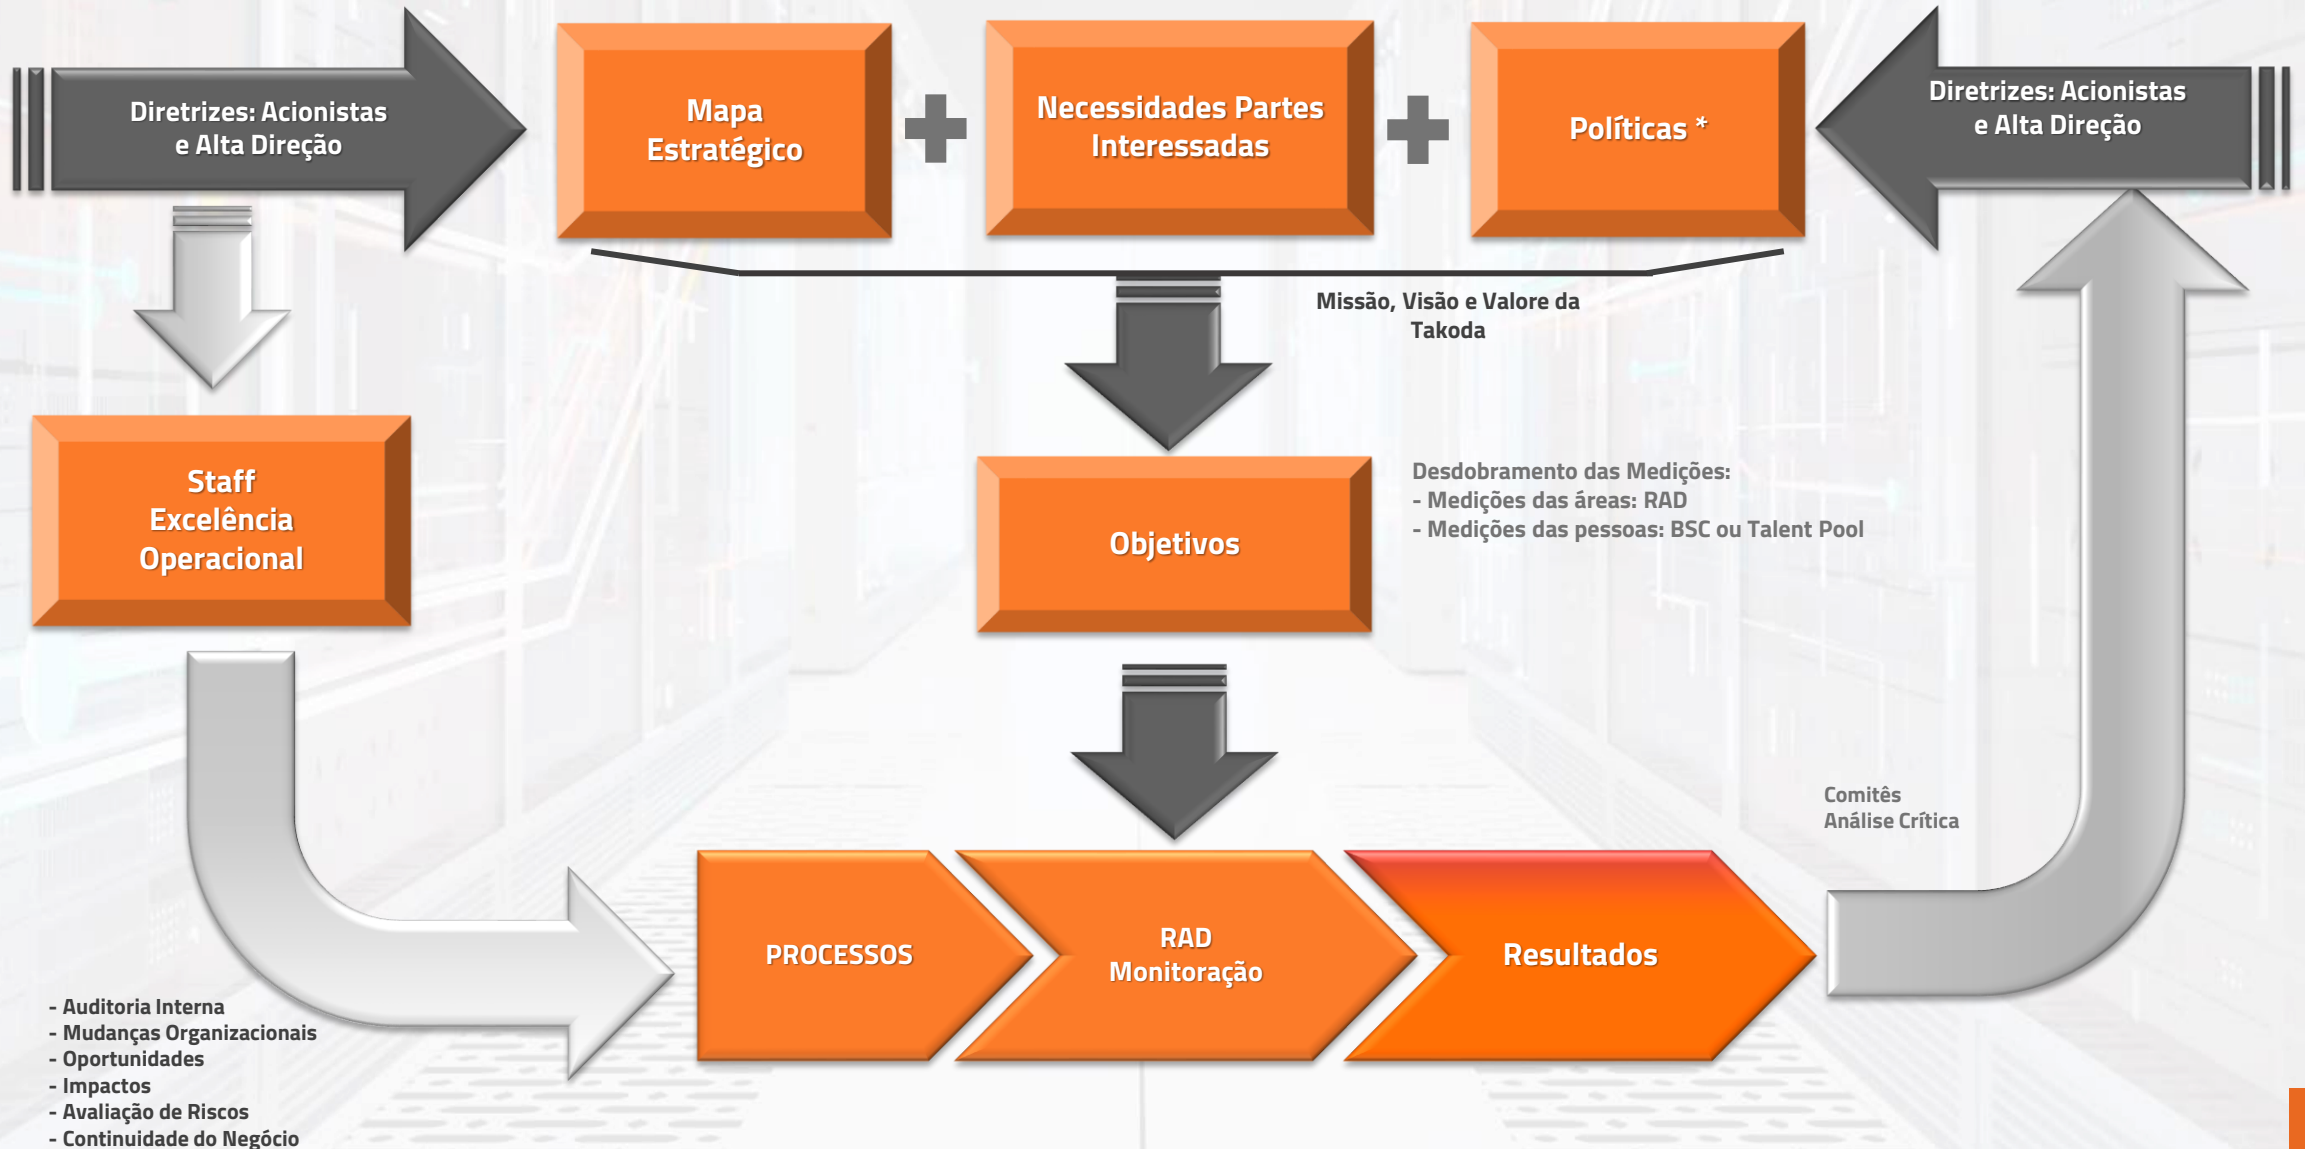 Diretrizes: Acionistas
e Alta Direção
Mapa
Estratégico
Necessidades Partes
Interessadas
Políticas *
Diretrizes: Acionistas
e Alta Direção
Missão, Visão e Valore da
Takoda
Staff
Excelência
Operacional
Objetivos
Desdobramento das Medições:
- Medições das áreas: RAD
- Medições das pessoas: BSC ou Talent Pool
Comitês
Análise Crítica
PROCESSOS
RAD
Monitoração
Resultados
- Auditoria Interna
- Mudanças Organizacionais
- Oportunidades
- Impactos
- Avaliação de Riscos
- Continuidade do Negócio